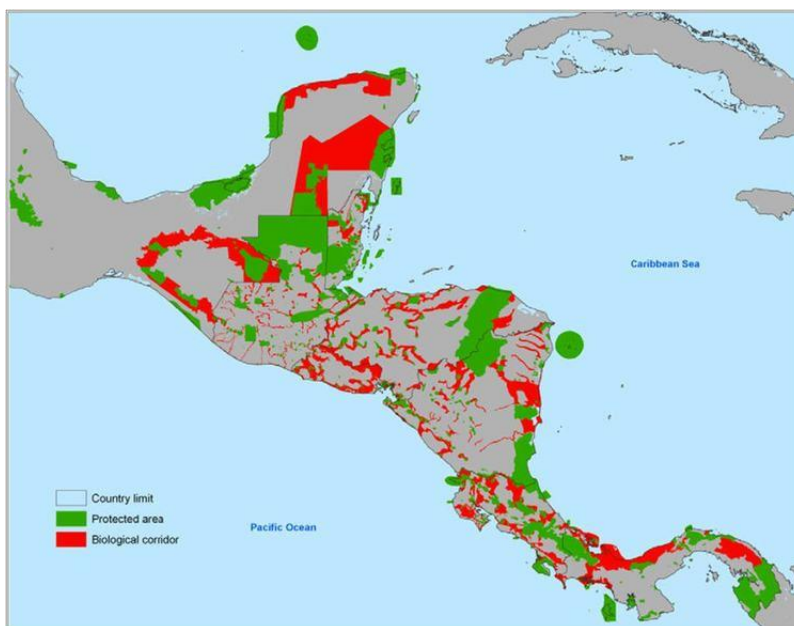 Caribbean Sea
Country limit
Protected area
Biological corridor
Pacific Ocean